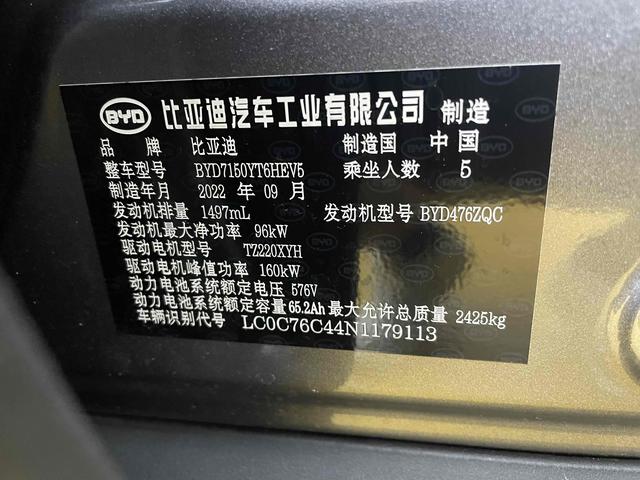 BYD 比亚迪汽车工业有限公司 制造
品牌 比亚迪 制造国 中国
整车型号 BYD7150YT6HEV5 乘坐人数 5
制造年月 2022 年 09 月
发动机排量 1497mL 发动机型号 BYD476ZQC
发动机最大净功率 96kW
驱动电机型号 TZ220XYH
驱动电机峰值功率 160kW
动力电池系统额定电压 576V
动力电池系统额定容量 65.2Ah 最大允许总质量 2425kg
车辆识别代号 LC0C76C44N1179113